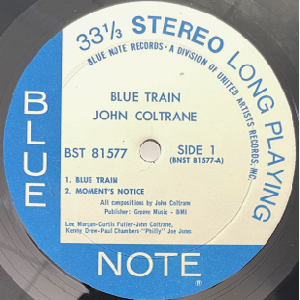 33 1/3 STEREO LONG PLAYING
BLUE NOTE RECORDS • A DIVISION OF UNITED ARTISTS RECORDS, INC.
BLUE TRAIN
JOHN COLTRANE
BST 81577 SIDE 1
(BNST 81577-A)
1. BLUE TRAIN
2. MOMENT'S NOTICE
All compositions by John Coltrane
Publisher: Groove Music - BMI
Lee Morgan-Curtis Fuller-John Coltrane,
Kenny Drew-Paul Chambers-"Philly" Joe Jones
BLUE
NOTE
®